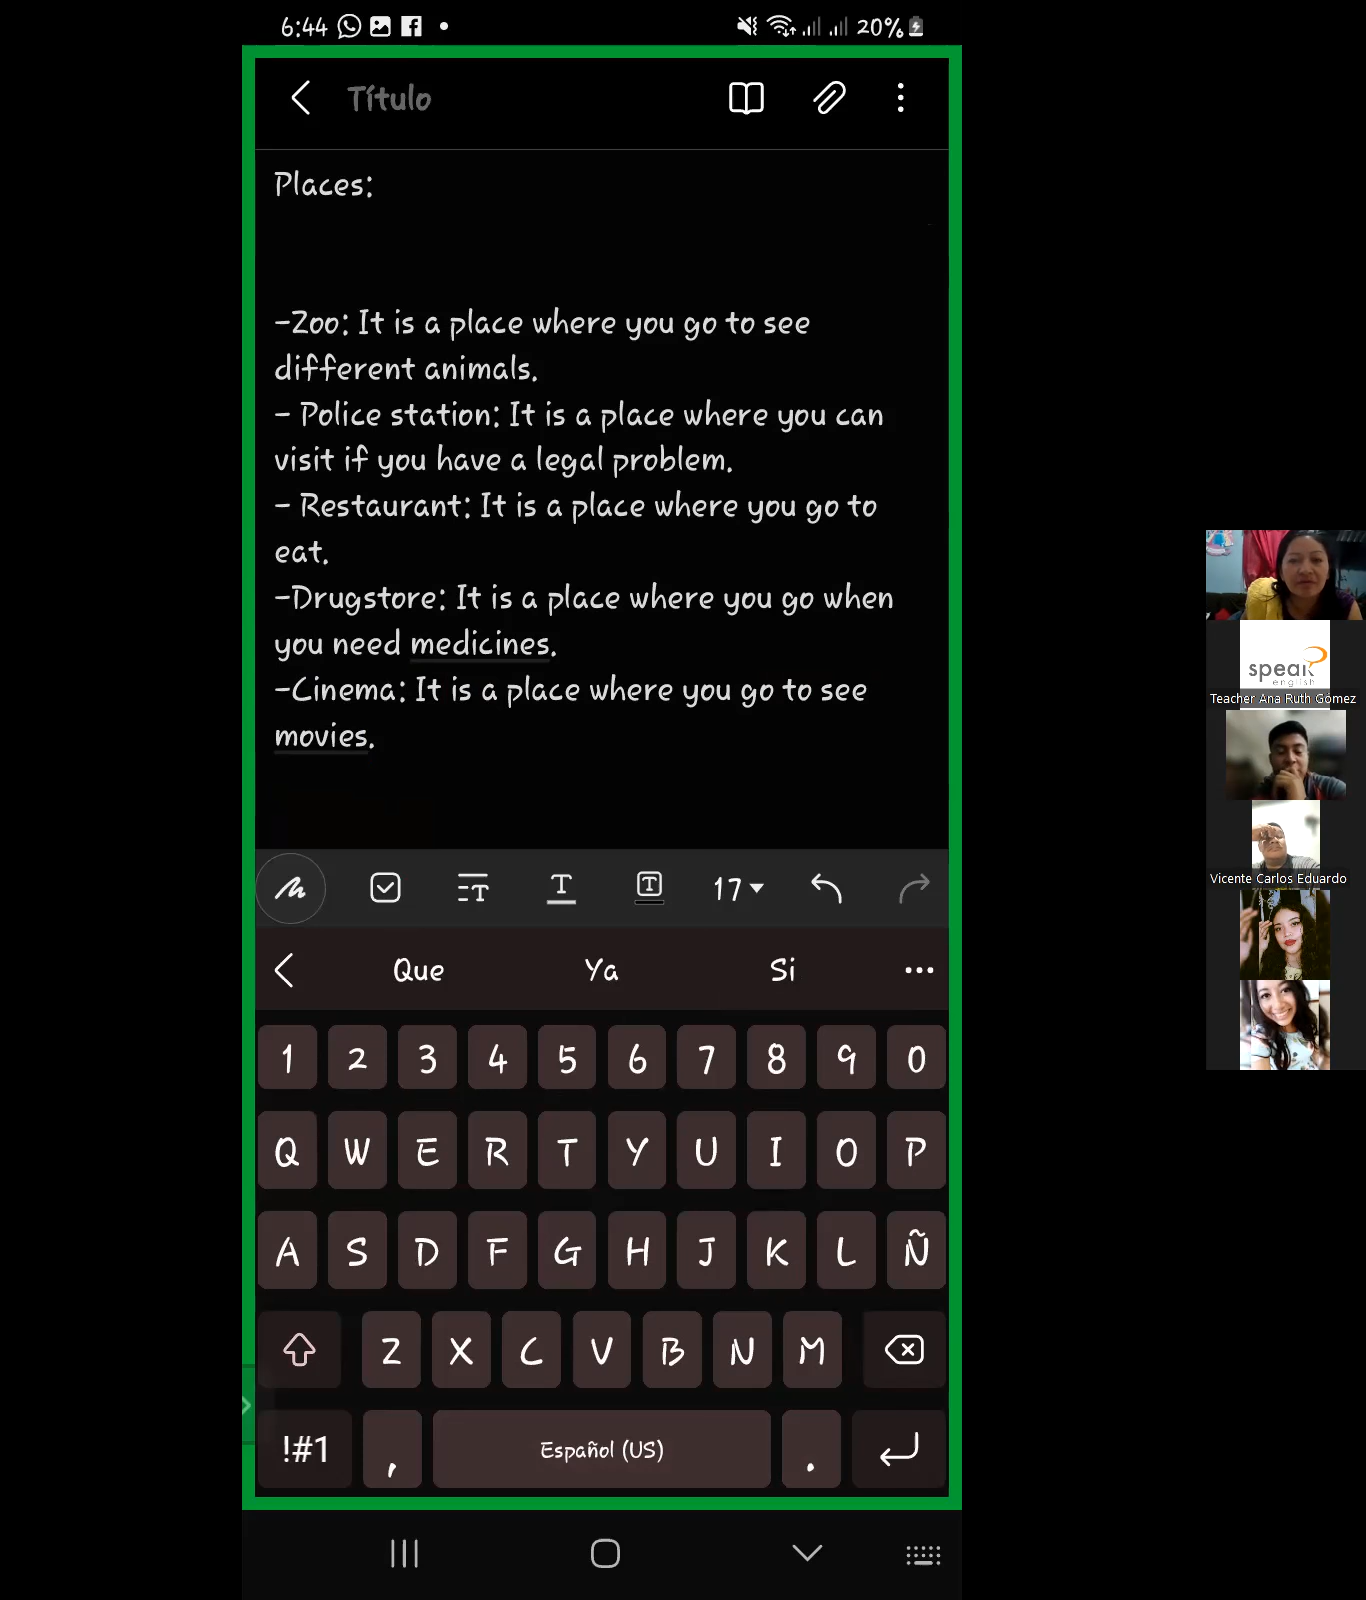 6:44
20%
Título
Places:
-Zoo: It is a place where you go to see
different animals.
- Police station: It is a place where you can
visit if you have a legal problem.
- Restaurant: It is a place where you go to
eat.
-Drugstore: It is a place where you go when
you need medicines.
-Cinema: It is a place where you go to see
movies.
17
Que Ya Si
1 2 3 4 5 6 7 8 9 0
Q W E R T Y U I O P
A S D F G H J K L Ñ
Z X C V B N M
!#1 , Español (US) .
speak
english
Teacher Ana Ruth Gómez
Vicente Carlos Eduardo